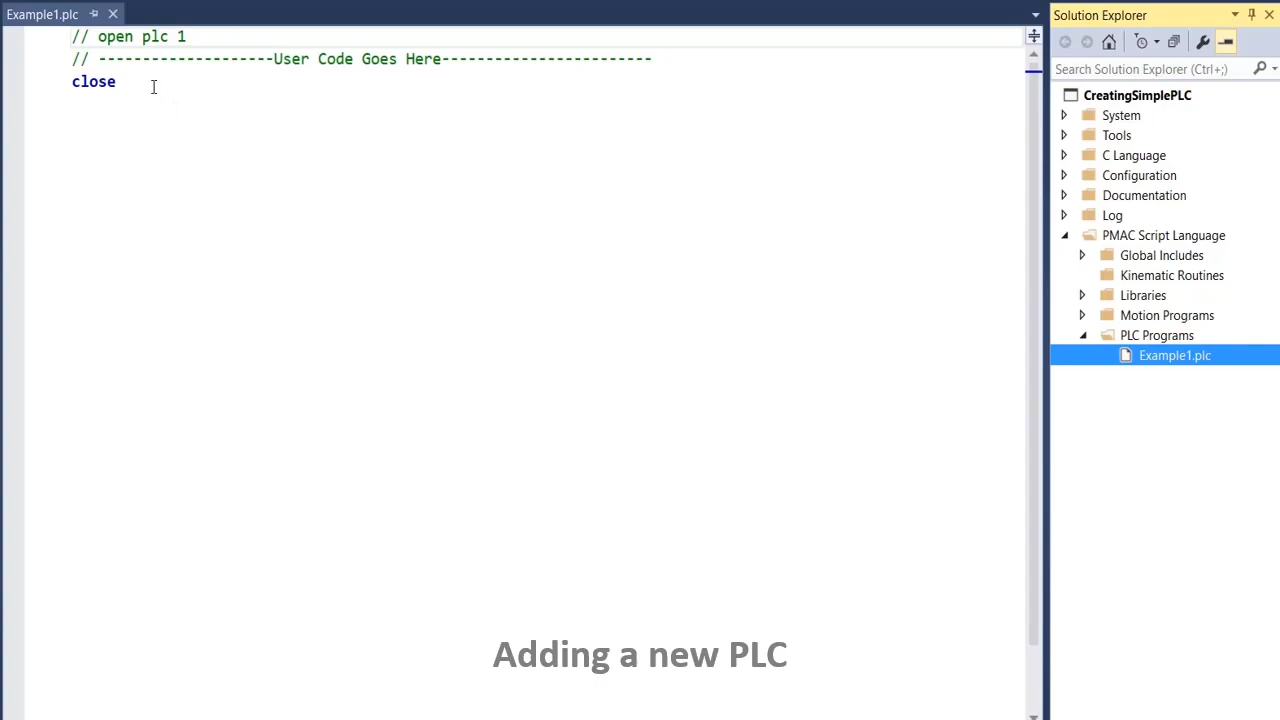 Example1.plc
// open plc 1
// --------------------User Code Goes Here------------------------
close
Adding a new PLC
Solution Explorer
Search Solution Explorer (Ctrl+;)
CreatingSimplePLC
System
Tools
C Language
Configuration
Documentation
Log
PMAC Script Language
Global Includes
Kinematic Routines
Libraries
Motion Programs
PLC Programs
Example1.plc